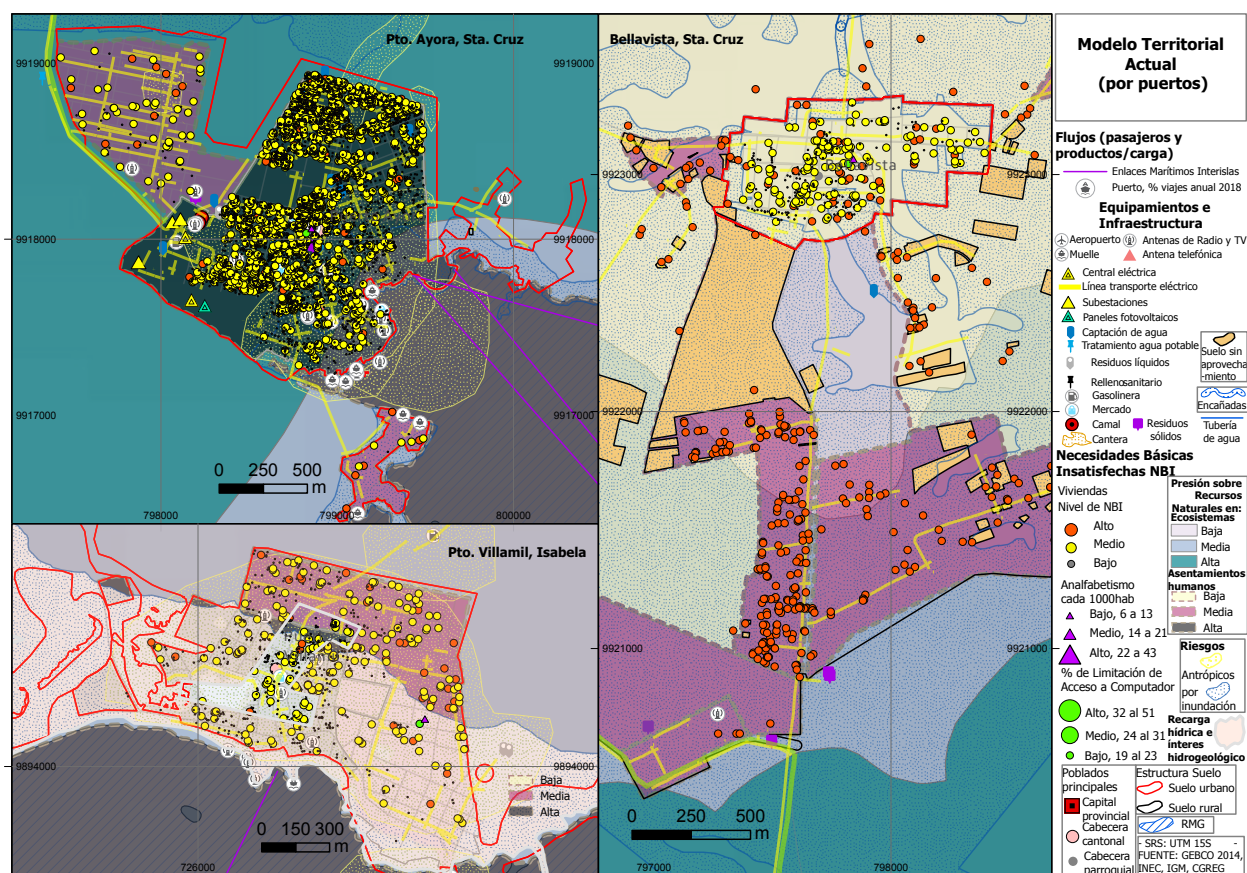 Pto. Ayora, Sta. Cruz
9919000
9919000
9918000
9918000
9917000
9917000
0 250 500
m
798000
799000
800000
Pto. Villamil, Isabela
9894000
9894000
Baja
Media
Alta
0 150 300
m
726000
Bellavista, Sta. Cruz
9923000
9923000
9922000
9922000
9921000
9921000
0 250 500
m
797000
798000
Modelo Territorial
Actual
(por puertos)
Flujos (pasajeros y
productos/carga)
Enlaces Marítimos Interislas
Puerto, % viajes anual 2018
Equipamientos e
Infraestructura
Aeropuerto
Antenas de Radio y TV
Muelle
Antena telefónica
Central eléctrica
Línea transporte eléctrico
Subestaciones
Paneles fotovoltaicos
Captación de agua
Tratamiento agua potable
Residuos líquidos
Rellenosanitario
Gasolinera
Mercado
Camal
Residuos
sólidos
Cantera
Suelo sin
aprovecha
-miento
Encañadas
Tubería
de agua
Necesidades Básicas
Insatisfechas NBI
Viviendas
Nivel de NBI
Alto
Medio
Bajo
Analfabetismo
cada 1000hab
Bajo, 6 a 13
Medio, 14 a 21
Alto, 22 a 43
% de Limitación de
Acceso a Computador
Alto, 32 al 51
Medio, 24 al 31
Bajo, 19 al 23
Presión sobre
Recursos
Naturales en:
Ecosistemas
Baja
Media
Alta
Asentamientos
humanos
Baja
Media
Alta
Riesgos
Antrópicos
por
inundación
Recarga
hídrica e
ínteres
hidrogeológico
Poblados
principales
Capital
provincial
Cabecera
cantonal
Cabecera
parroquial
Estructura Suelo
Suelo urbano
Suelo rural
RMG
- SRS: UTM 15S -
FUENTE: GEBCO 2014,
INEC, IGM, CGREG